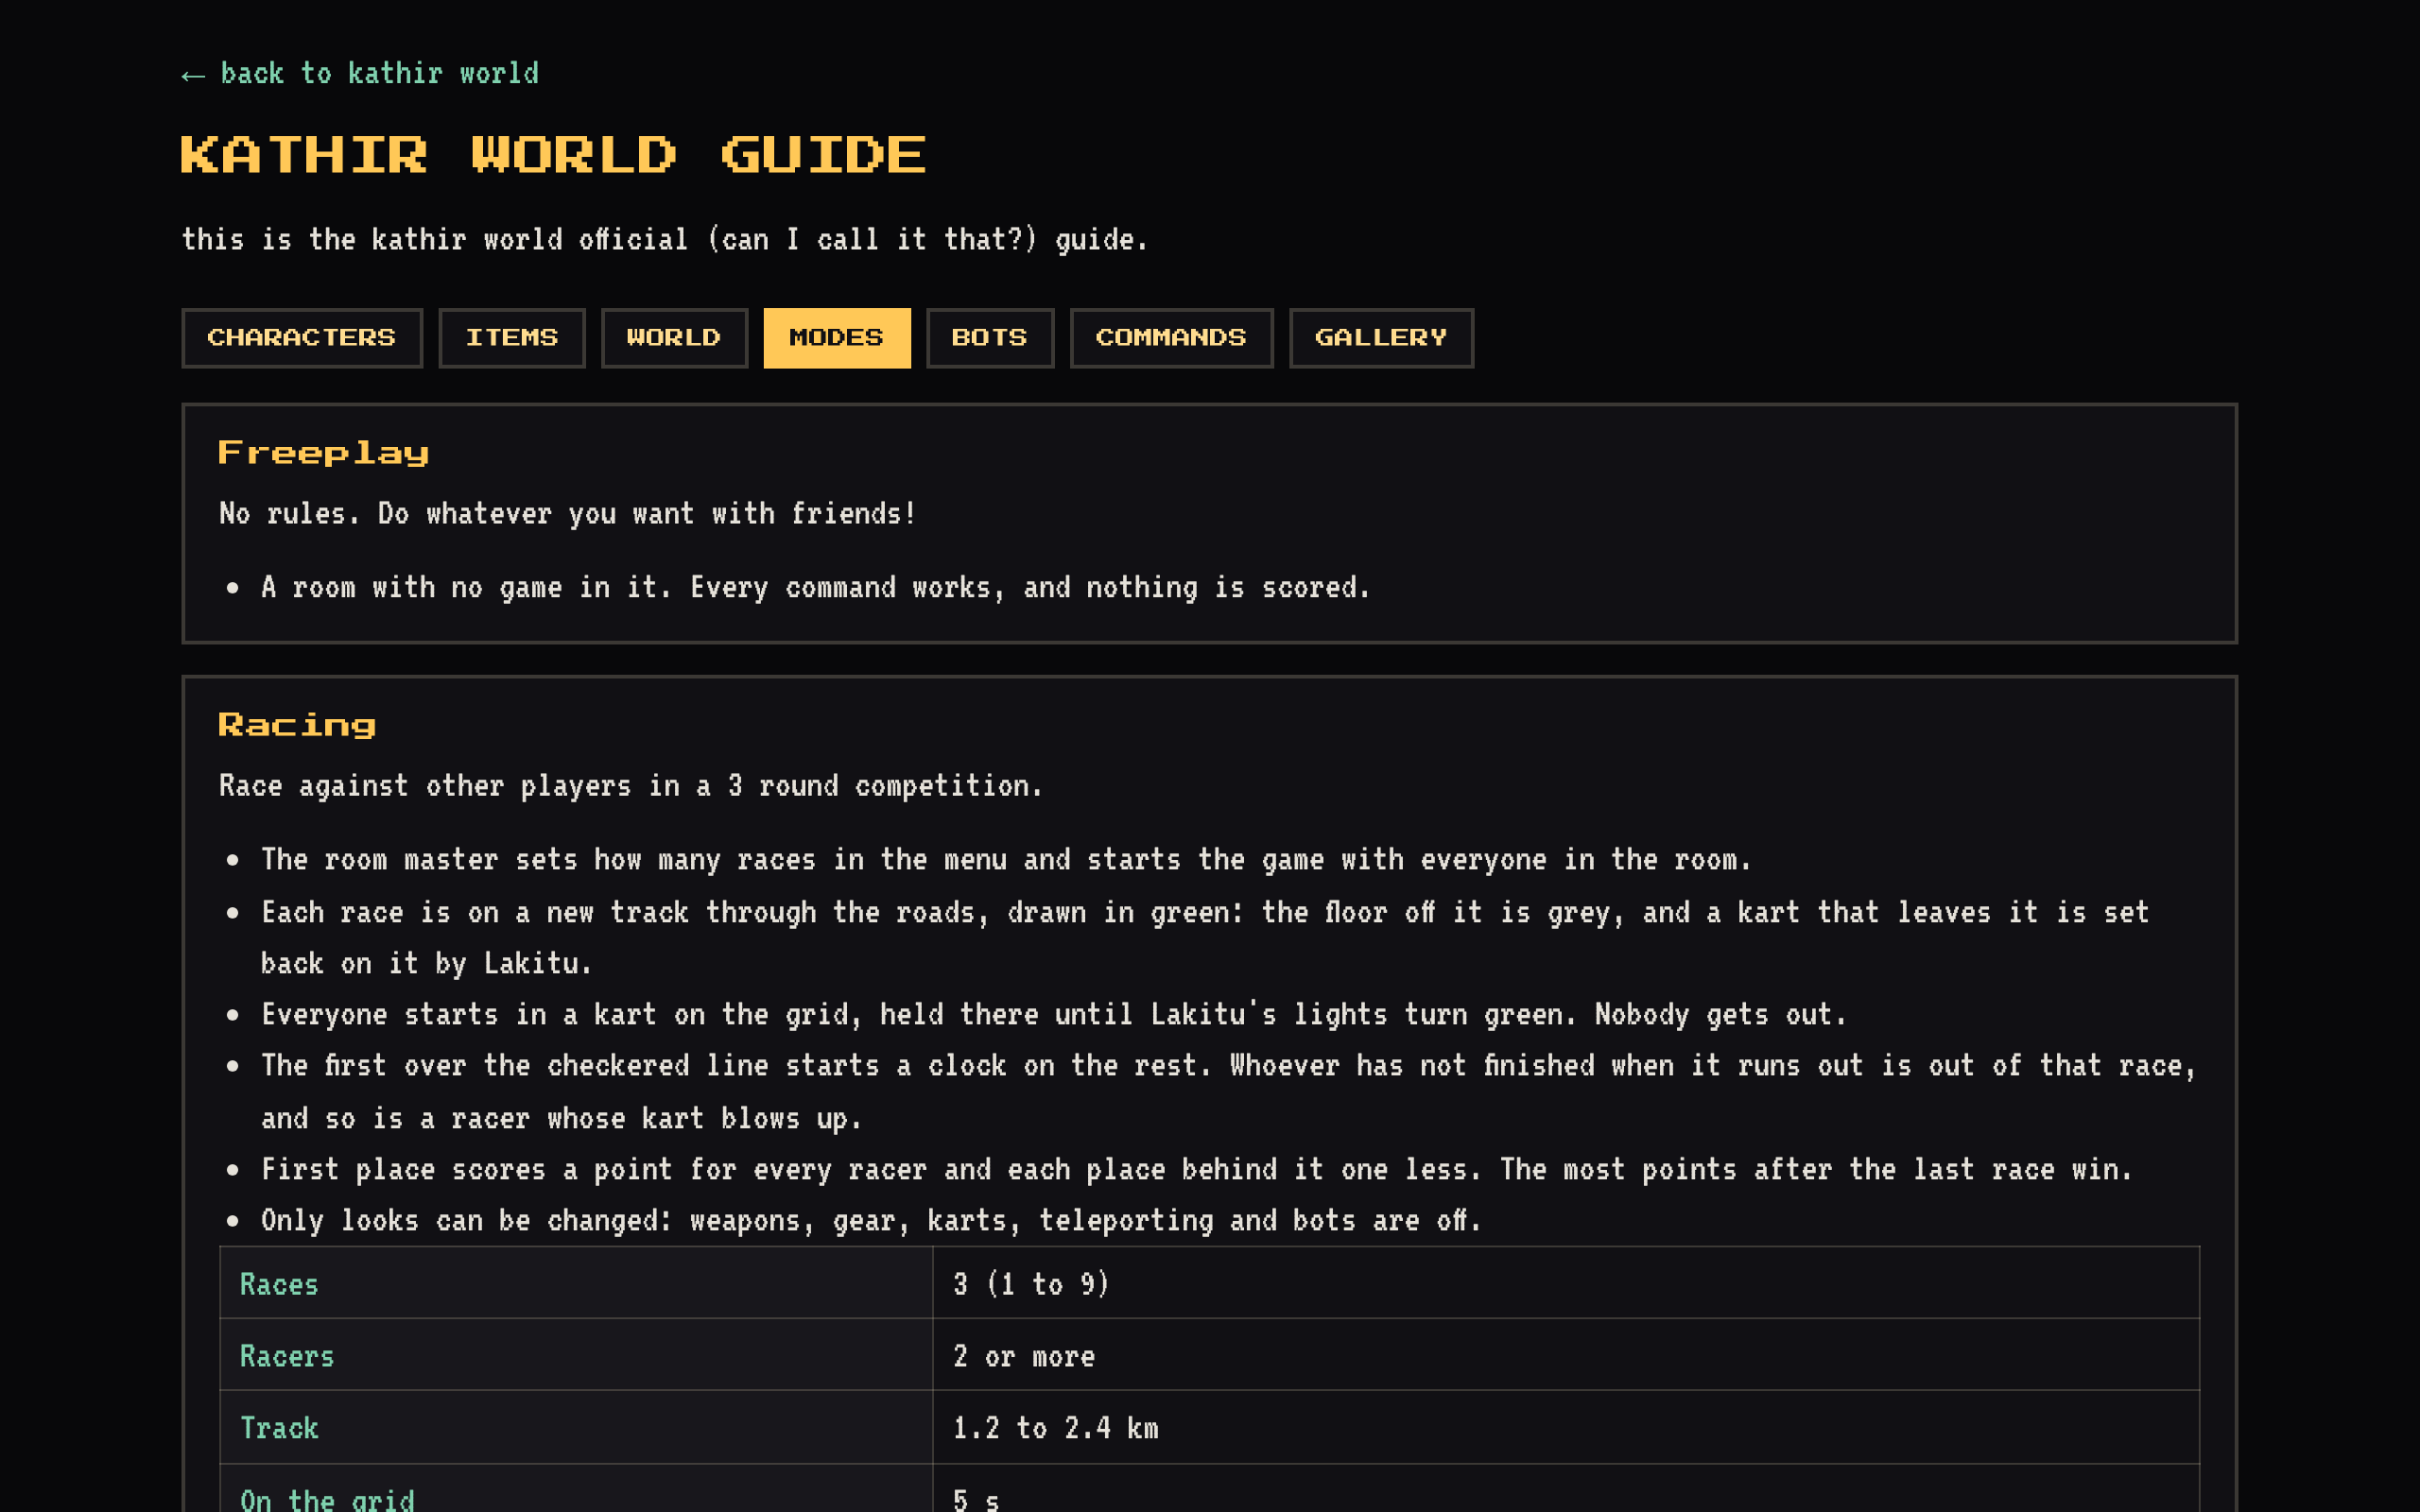 ← back to kathir world
KATHIR WORLD GUIDE
this is the kathir world official (can I call it that?) guide.
CHARACTERS ITEMS WORLD MODES BOTS COMMANDS GALLERY
Freeplay
No rules. Do whatever you want with friends!
• A room with no game in it. Every command works, and nothing is scored.
Racing
Race against other players in a 3 round competition.
• The room master sets how many races in the menu and starts the game with everyone in the room.
• Each race is on a new track through the roads, drawn in green: the floor off it is grey, and a kart that leaves it is set
back on it by Lakitu.
• Everyone starts in a kart on the grid, held there until Lakitu's lights turn green. Nobody gets out.
• The first over the checkered line starts a clock on the rest. Whoever has not finished when it runs out is out of that race,
and so is a racer whose kart blows up.
• First place scores a point for every racer and each place behind it one less. The most points after the last race win.
• Only looks can be changed: weapons, gear, karts, teleporting and bots are off.
Races 3 (1 to 9)
Racers 2 or more
Track 1.2 to 2.4 km
On the grid 5 s